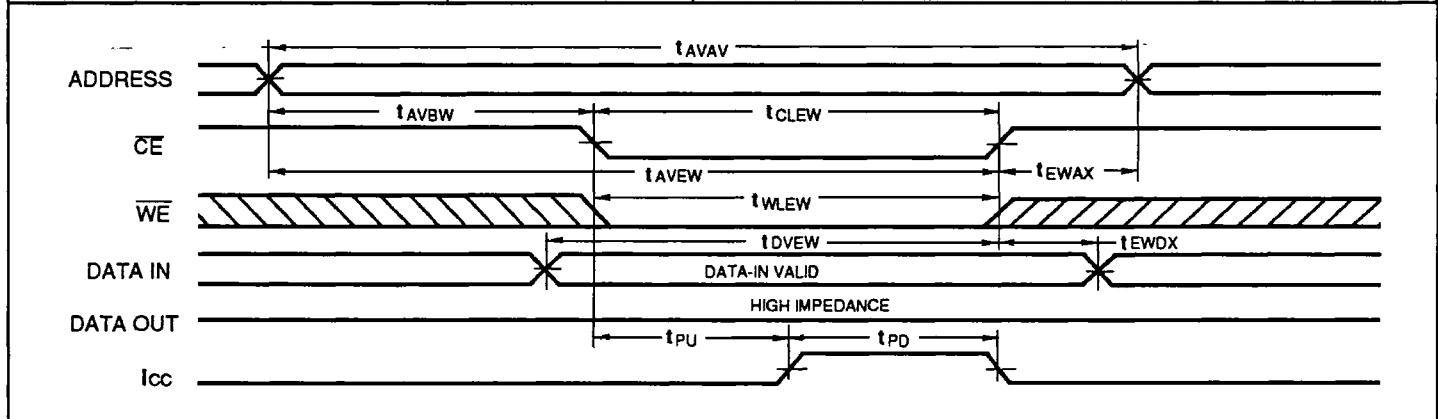 tAVAV
ADDRESS
tAVBW
tCLEW
CE
tAVEW
tEWAX
WE
tWLEW
tDVEW
tEWDX
DATA IN
DATA-IN VALID
HIGH IMPEDANCE
DATA OUT
tPU
tPD
Icc